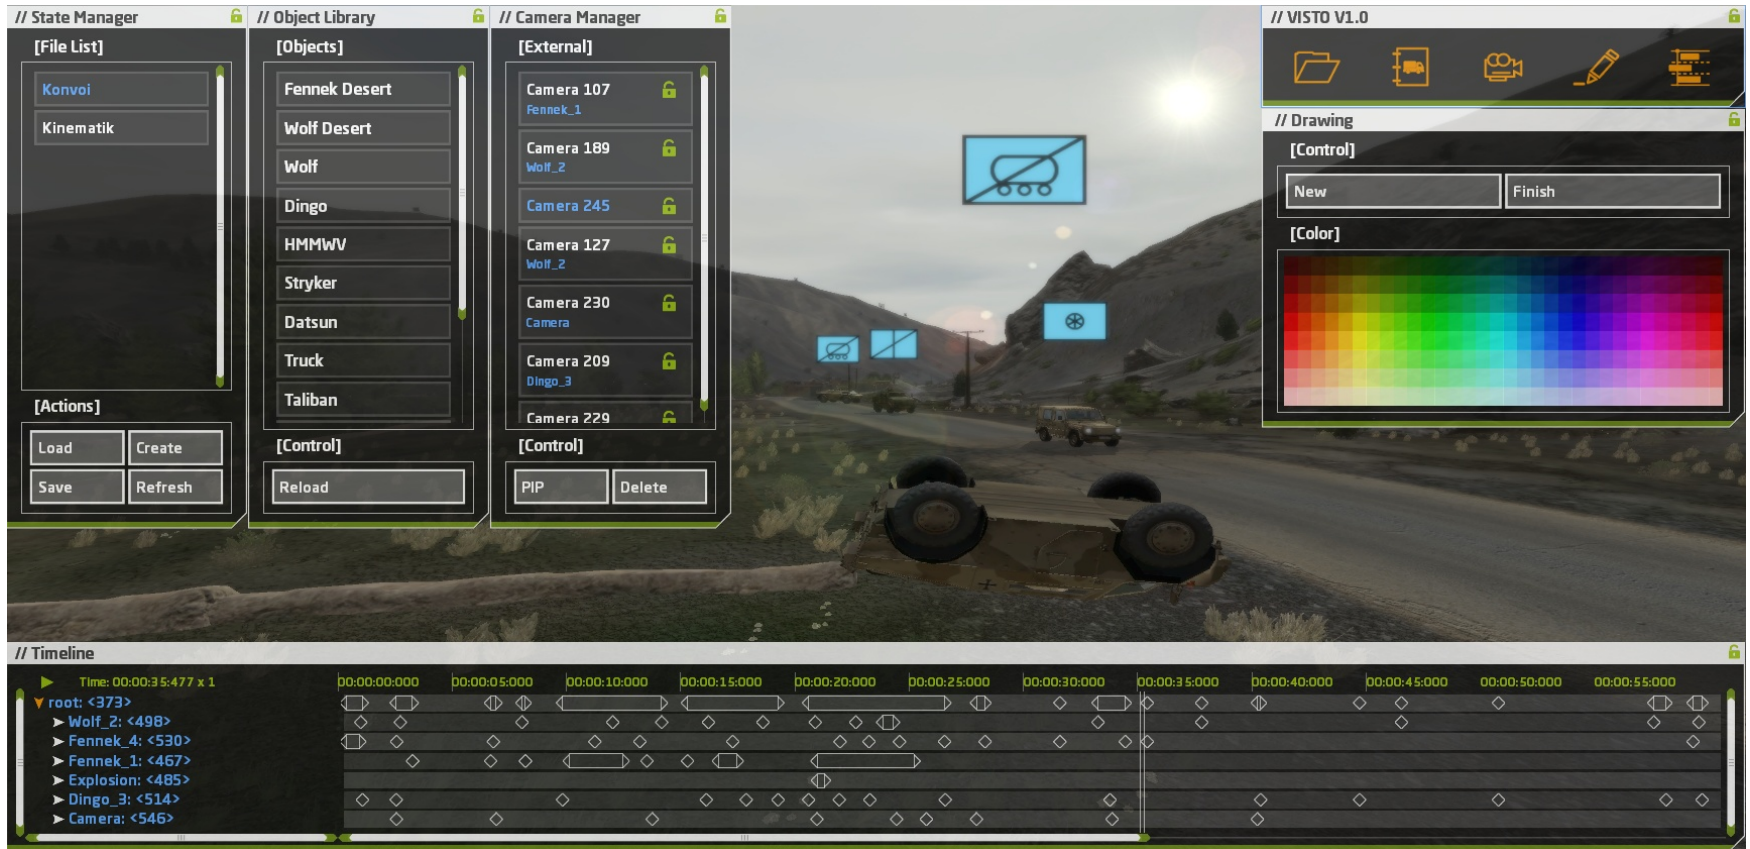 // State Manager
[File List]
Konvoi
Kinematik
[Actions]
Load
Create
Save
Refresh
// Object Library
[Objects]
Fennek Desert
Wolf Desert
Wolf
Dingo
HMMWV
Stryker
Datsun
Truck
Taliban
[Control]
Reload
// Camera Manager
[External]
Camera 107
Fennek_1
Camera 189
Wolf_2
Camera 245
Camera 127
Wolf_2
Camera 230
Camera
Camera 209
Dingo_3
Camera 229
[Control]
PIP
Delete
// VISTO V1.0
// Drawing
[Control]
New
Finish
[Color]
// Timeline
Time: 00:00:35:477 x 1
00:00:00:000 00:00:05:000 00:00:10:000 00:00:15:000 00:00:20:000 00:00:25:000 00:00:30:000 00:00:35:000 00:00:40:000 00:00:45:000 00:00:50:000 00:00:55:000
root: <373>
Wolf_2: <498>
Fennek_4: <530>
Fennek_1: <467>
Explosion: <485>
Dingo_3: <514>
Camera: <546>